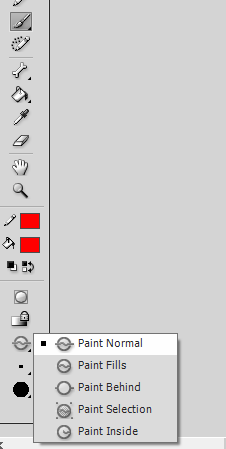 Paint Normal
Paint Fills
Paint Behind
Paint Selection
Paint Inside